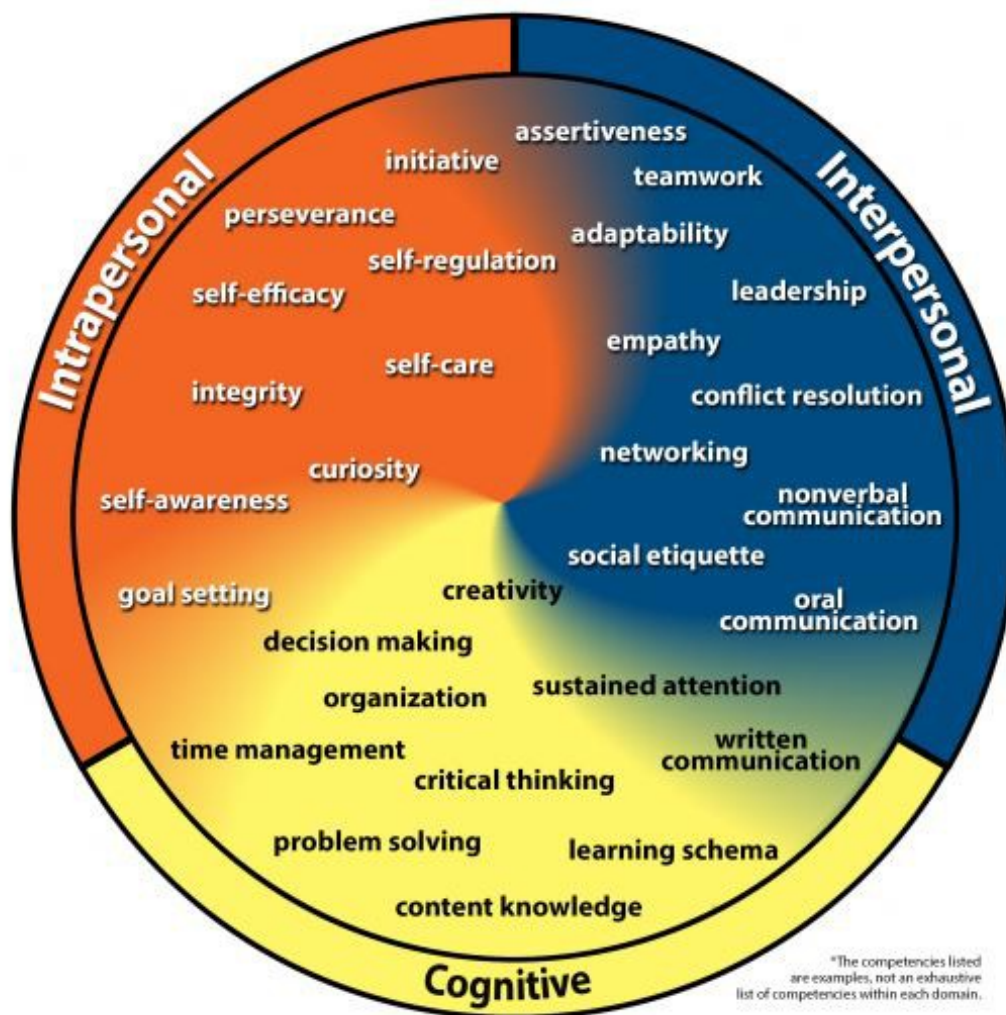 Intrapersonal
Interpersonal
Cognitive
assertiveness
initiative
teamwork
perseverance
adaptability
self-regulation
self-efficacy
leadership
empathy
self-care
integrity
conflict resolution
networking
curiosity
self-awareness
nonverbal
communication
social etiquette
creativity
goal setting
oral
communication
decision making
sustained attention
organization
written
communication
time management
critical thinking
problem solving
learning schema
content knowledge
*The competencies listed
are examples, not an exhaustive
list of competencies within each domain.